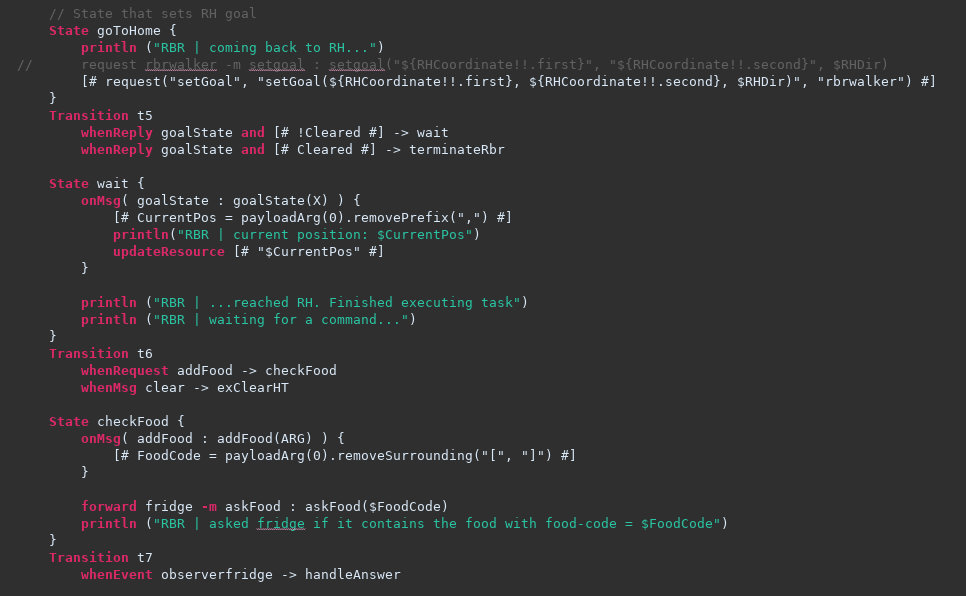 // State that sets RH goal
    State goToHome {
        println ("RBR | coming back to RH...")
//      request rbrwalker -m setgoal : setgoal("${RHCoordinate!!.first}", "${RHCoordinate!!.second}", $RHDir)
        [# request("setGoal", "setGoal(${RHCoordinate!!.first}, ${RHCoordinate!!.second}, $RHDir)", "rbrwalker") #]
    }
    Transition t5
        whenReply goalState and [# !Cleared #] -> wait
        whenReply goalState and [# Cleared #] -> terminateRbr

    State wait {
        onMsg( goalState : goalState(X) ) {
            [# CurrentPos = payloadArg(0).removePrefix(",") #]
            println("RBR | current position: $CurrentPos")
            updateResource [# "$CurrentPos" #]
        }

        println ("RBR | ...reached RH. Finished executing task")
        println ("RBR | waiting for a command...")
    }
    Transition t6
        whenRequest addFood -> checkFood
        whenMsg clear -> exClearHT

    State checkFood {
        onMsg( addFood : addFood(ARG) ) {
            [# FoodCode = payloadArg(0).removeSurrounding("[", "]") #]
        }

        forward fridge -m askFood : askFood($FoodCode)
        println ("RBR | asked fridge if it contains the food with food-code = $FoodCode")
    }
    Transition t7
        whenEvent observerfridge -> handleAnswer